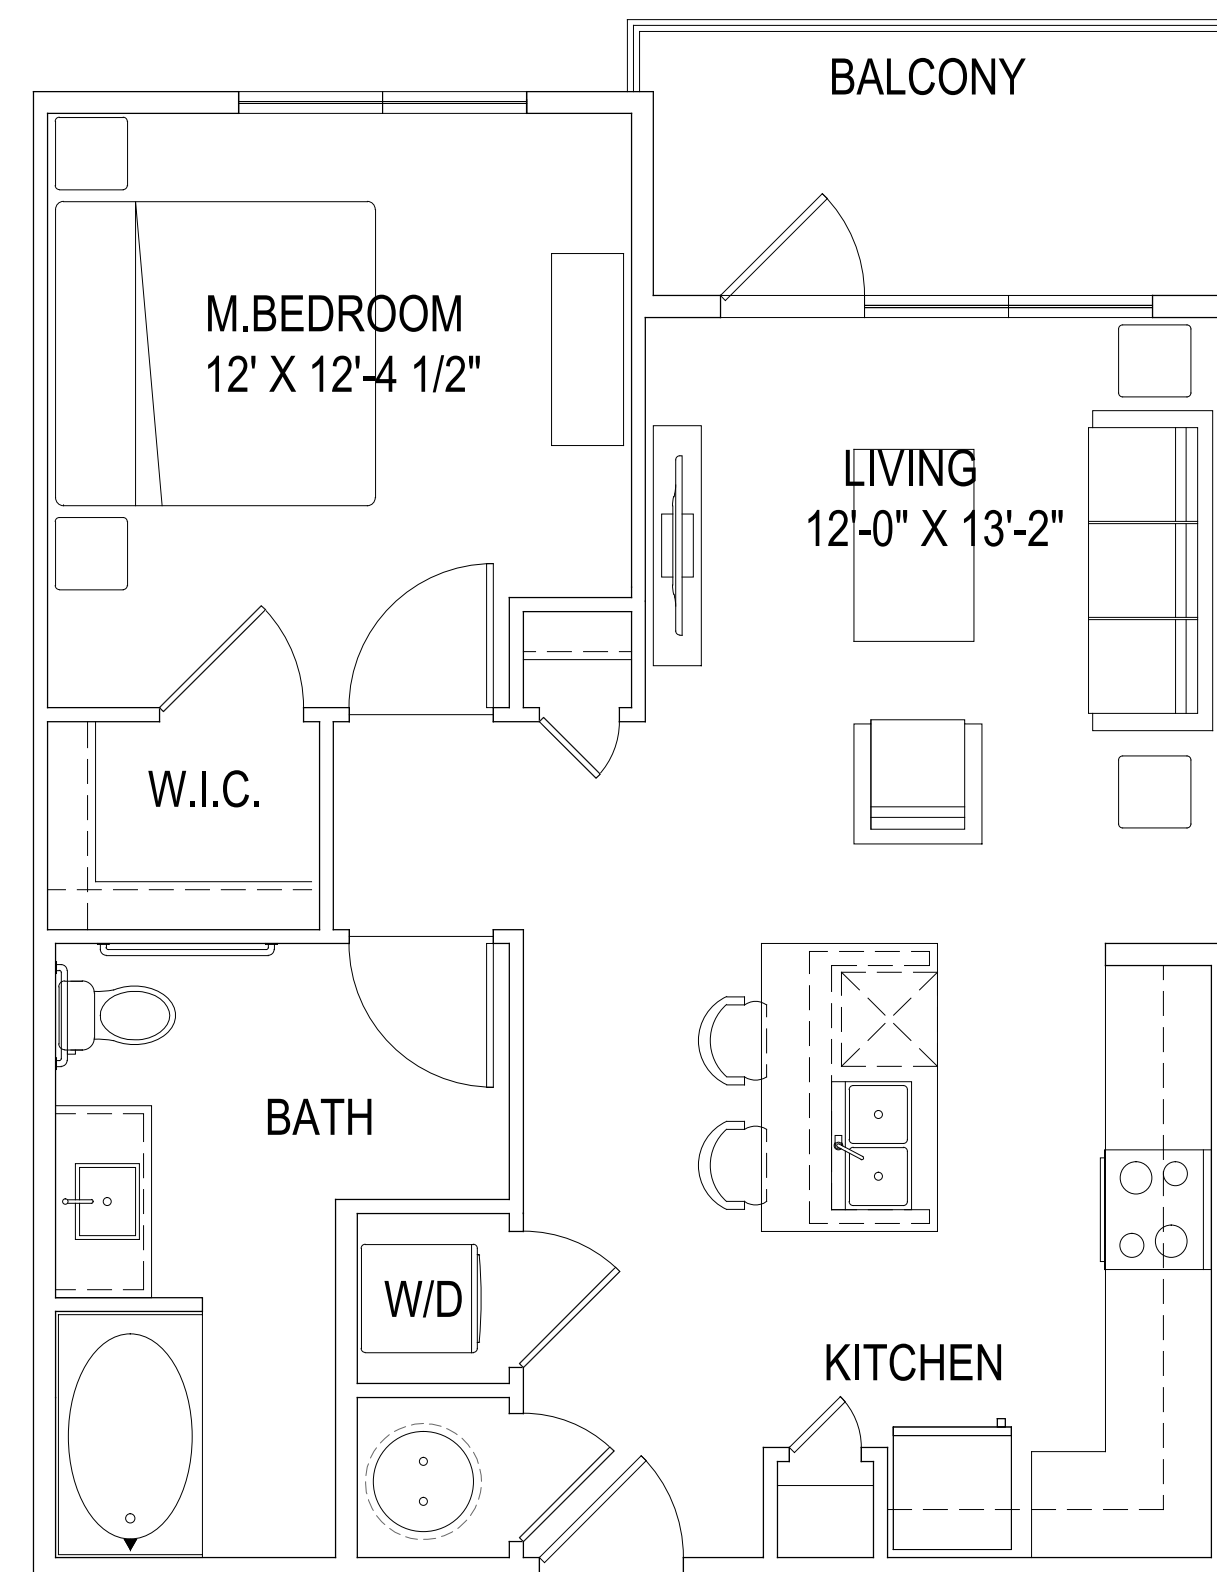 BALCONY
M.BEDROOM
12' X 12'-4 1/2"
LIVING
12'-0" X 13'-2"
W.I.C.
BATH
W/D
KITCHEN